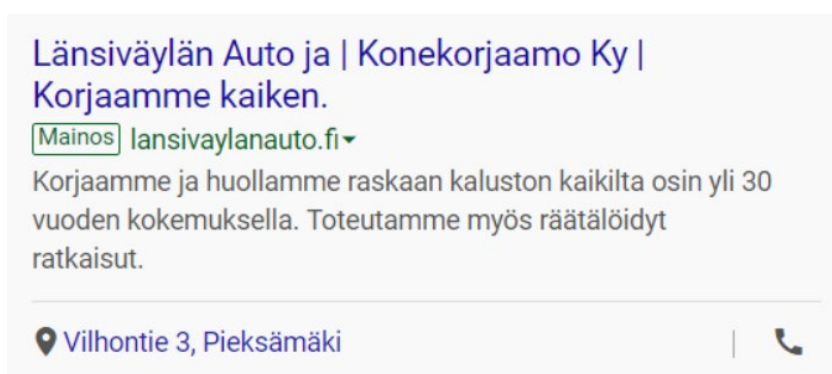 Länsiväylän Auto ja | Konekorjaamo Ky |
Korjaamme kaiken.
Mainos lansivaylanauto.fi
Korjaamme ja huollamme raskaan kaluston kaikilta osin yli 30
vuoden kokemuksella. Toteutamme myös räätälöidyt
ratkaisut.
Vilhontie 3, Pieksämäki